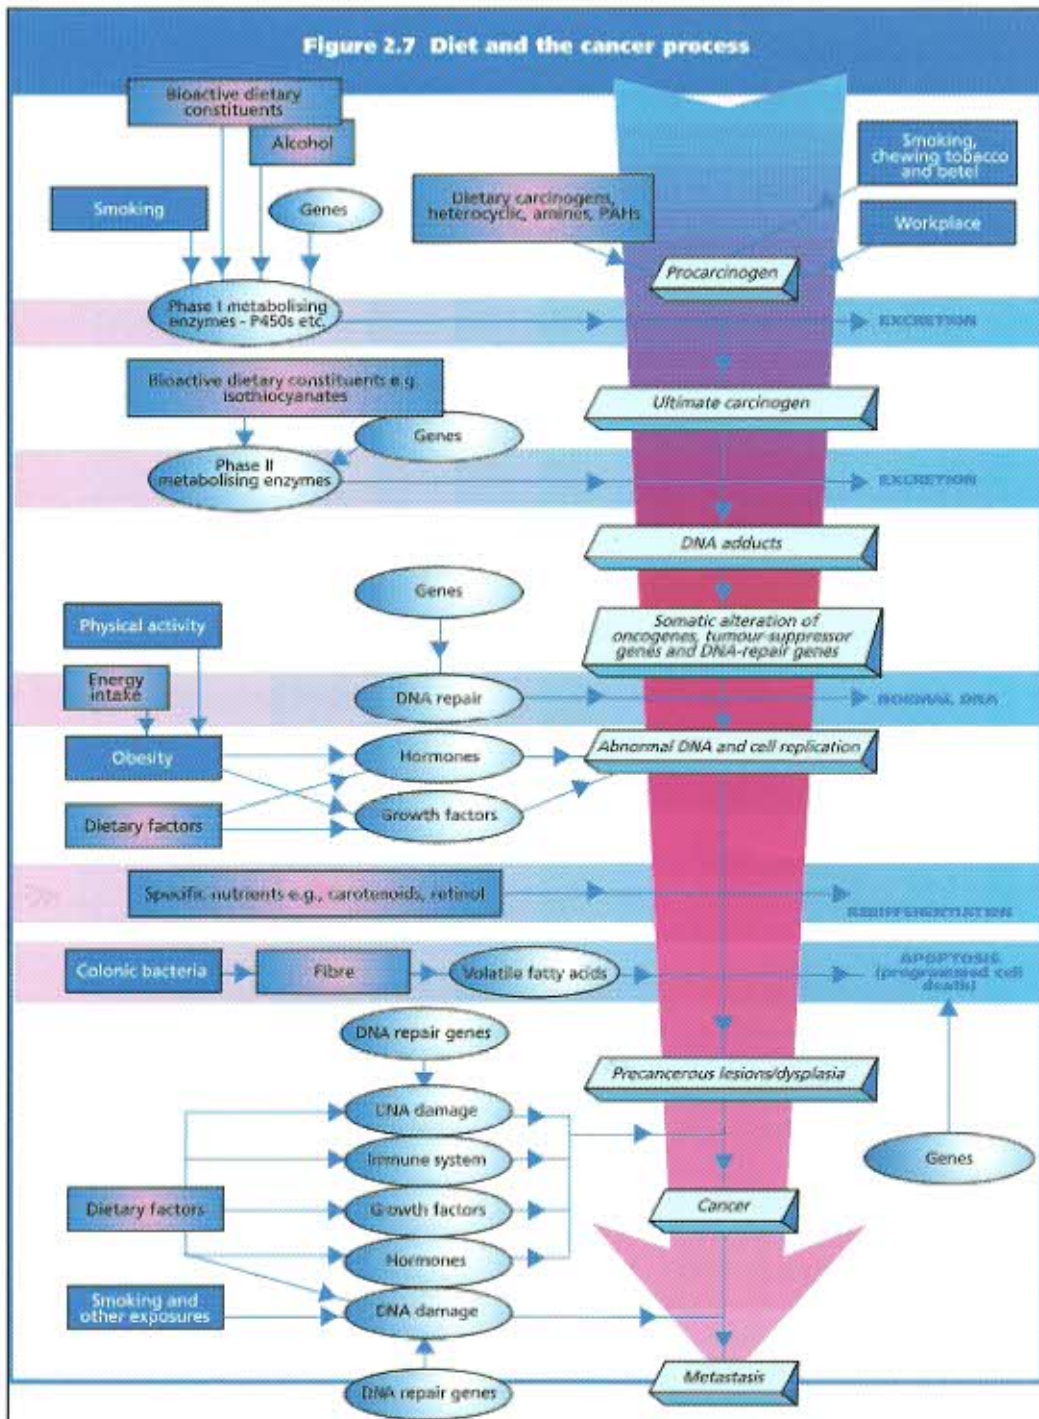 Figure 2.7 Diet and the cancer process
Bioactive dietary
constituents
Alcohol
Smoking
Genes
Smoking,
chewing tobacco
and betel
Dietary carcinogens,
heterocyclic, amines, PAHs
Workplace
Procarcinogen
Phase I metabolising
enzymes - P450s etc.
EXCRETION
Bioactive dietary constituents e.g.
isothiocyanates
Ultimate carcinogen
Genes
Phase II
metabolising enzymes
EXCRETION
DNA adducts
Genes
Physical activity
Somatic alteration of
oncogenes, tumour-suppressor
genes and DNA-repair genes
Energy
intake
DNA repair
NORMAL DNA
Obesity
Hormones
Abnormal DNA and cell replication
Dietary factors
Growth factors
Specific nutrients e.g., carotenoids, retinol
REDIFFERENTIATION
Colonic bacteria
Fibre
Volatile fatty acids
APOPTOSIS
(programmed cell
death)
DNA repair genes
Precancerous lesions/dysplasia
DNA damage
Immune system
Genes
Dietary factors
Growth factors
Cancer
Hormones
Smoking and
other exposures
DNA damage
Metastasis
DNA repair genes